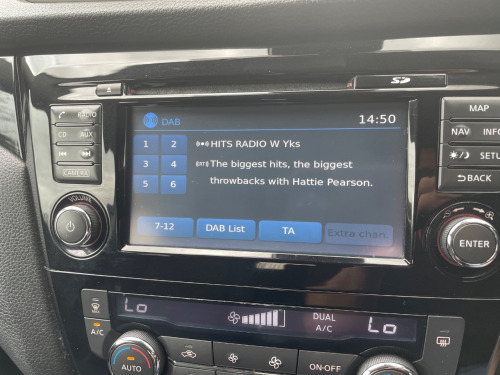 SD
DAB 14:50
1 2 HITS RADIO W Yks
3 4 TEXT The biggest hits, the biggest
5 6 throwbacks with Hattie Pearson.
7-12 DAB List TA Extra chan.
RADIO
CD AUX
CAMERA
VOLUME
MAP
NAV INFO
SETU
BACK
ENTER
Lo DUAL A/C Lo
A/C
AUTO
ON-OFF